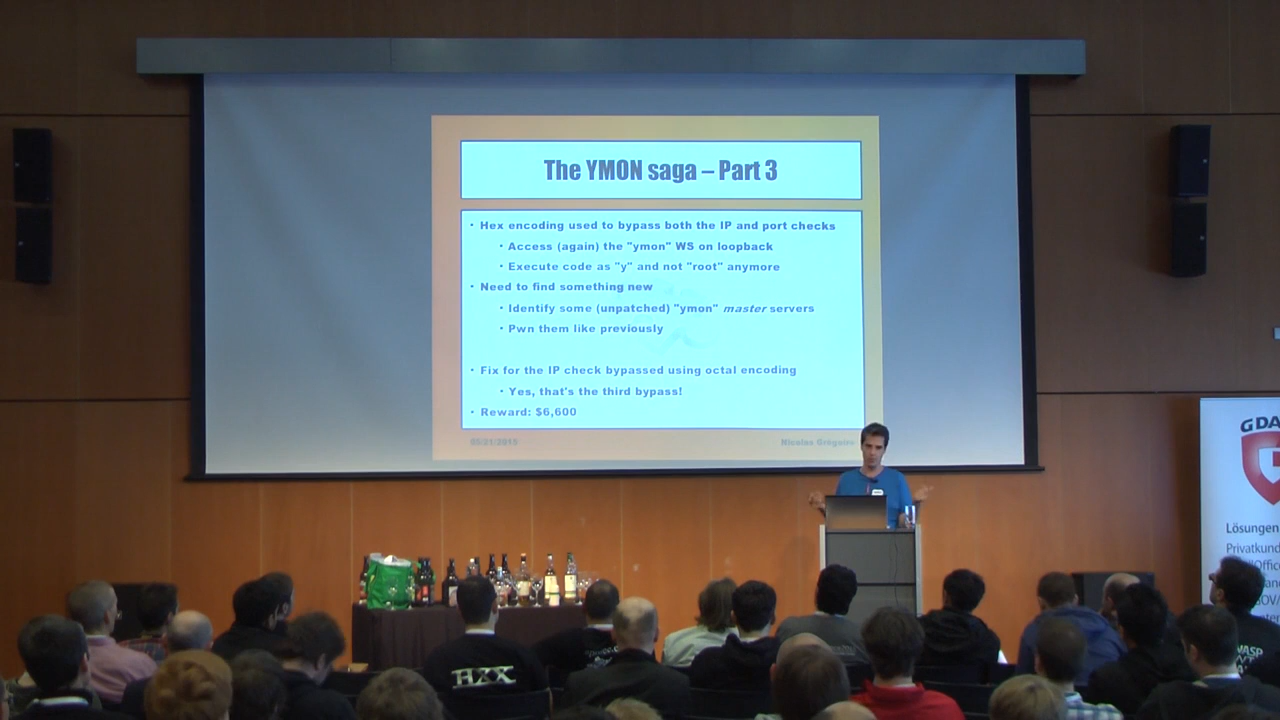 The YMON saga – Part 3
• Hex encoding used to bypass both the IP and port checks
• Access (again) the "ymon" WS on loopback
• Execute code as "y" and not "root" anymore
• Need to find something new
• Identify some (unpatched) "ymon" master servers
• Pwn them like previously
• Fix for the IP check bypassed using octal encoding
• Yes, that's the third bypass!
• Reward: $6,600
Nicolas Grégoire
G DA
Lösungen
Privatkund
HXX